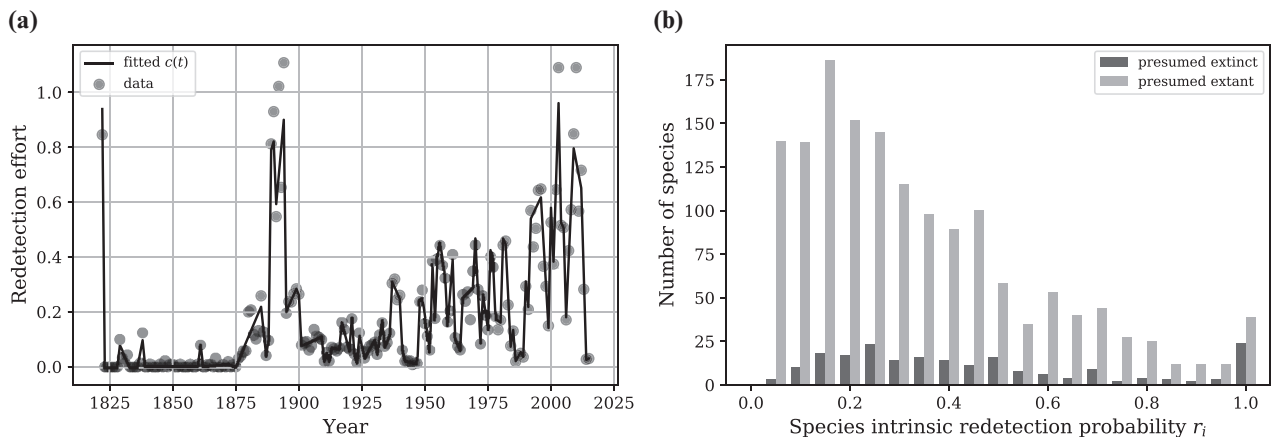 (a)
fitted c(t)
data
Redetection effort
1.0
0.8
0.6
0.4
0.2
0.0
1825 1850 1875 1900 1925 1950 1975 2000 2025
Year
(b)
presumed extinct
presumed extant
Number of species
175
150
125
100
75
50
25
0
0.0 0.2 0.4 0.6 0.8 1.0
Species intrinsic redetection probability rᵢ